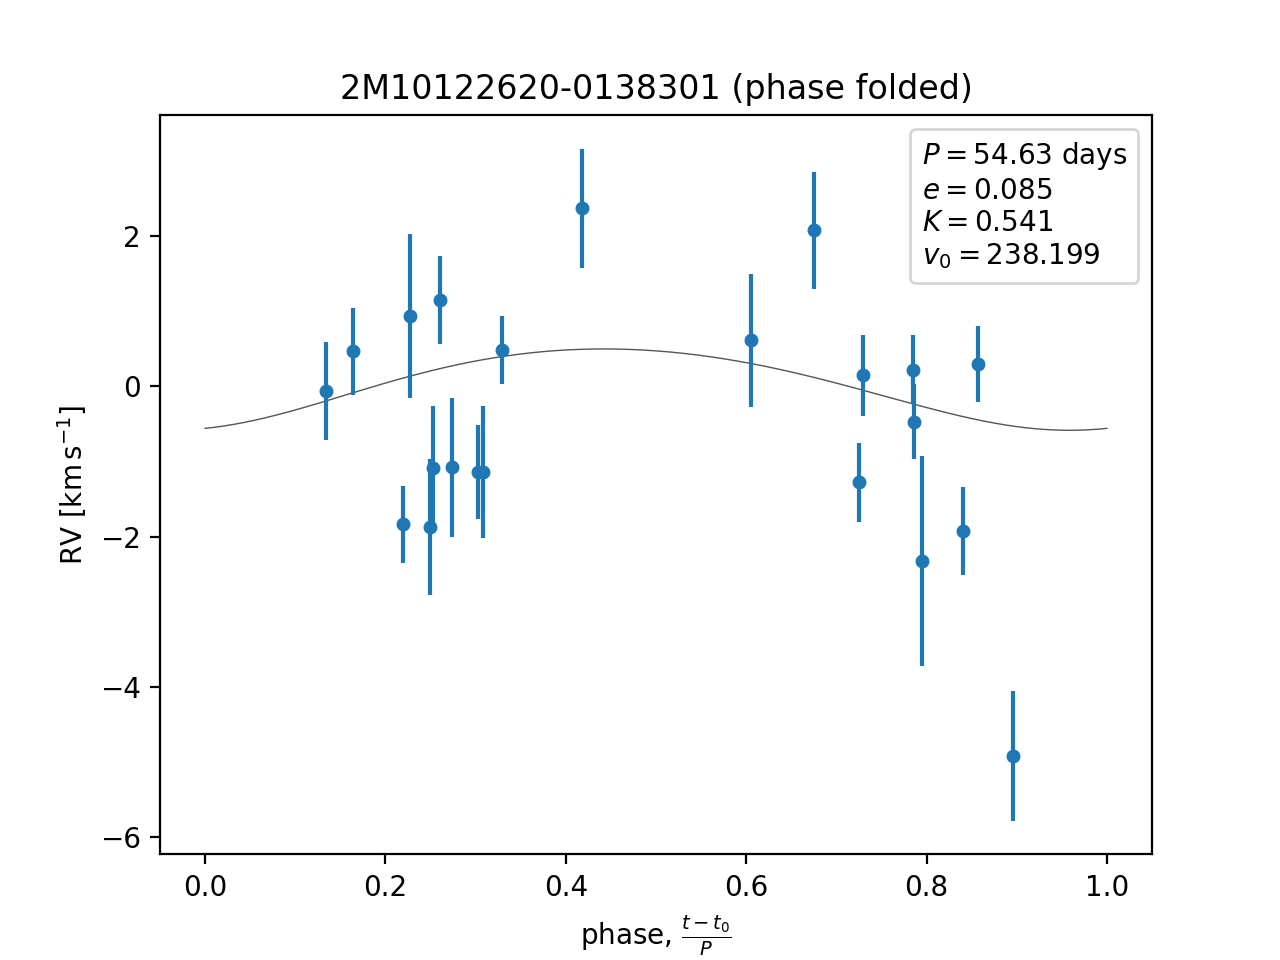 2M10122620-0138301 (phase folded)
P = 54.63 days
e = 0.085
K = 0.541
v₀ = 238.199
RV [km s⁻¹]
2
0
−2
−4
−6
0.0 0.2 0.4 0.6 0.8 1.0
phase, (t − t₀)/P